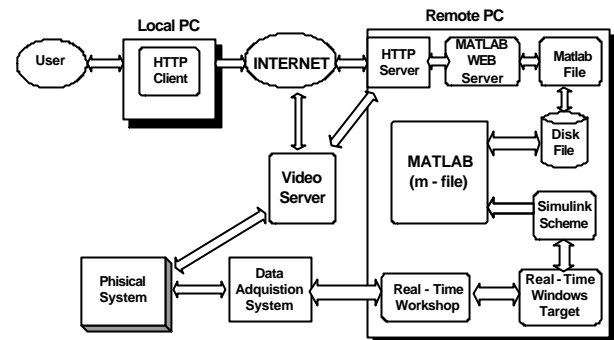 Local PC
Remote PC
User
HTTP
Client
INTERNET
HTTP
Server
MATLAB
WEB
Server
Matlab
File
Disk
File
MATLAB
(m - file)
Video
Server
Simulink
Scheme
Phisical
System
Data
Adquistion
System
Real - Time
Workshop
Real - Time
Windows
Target